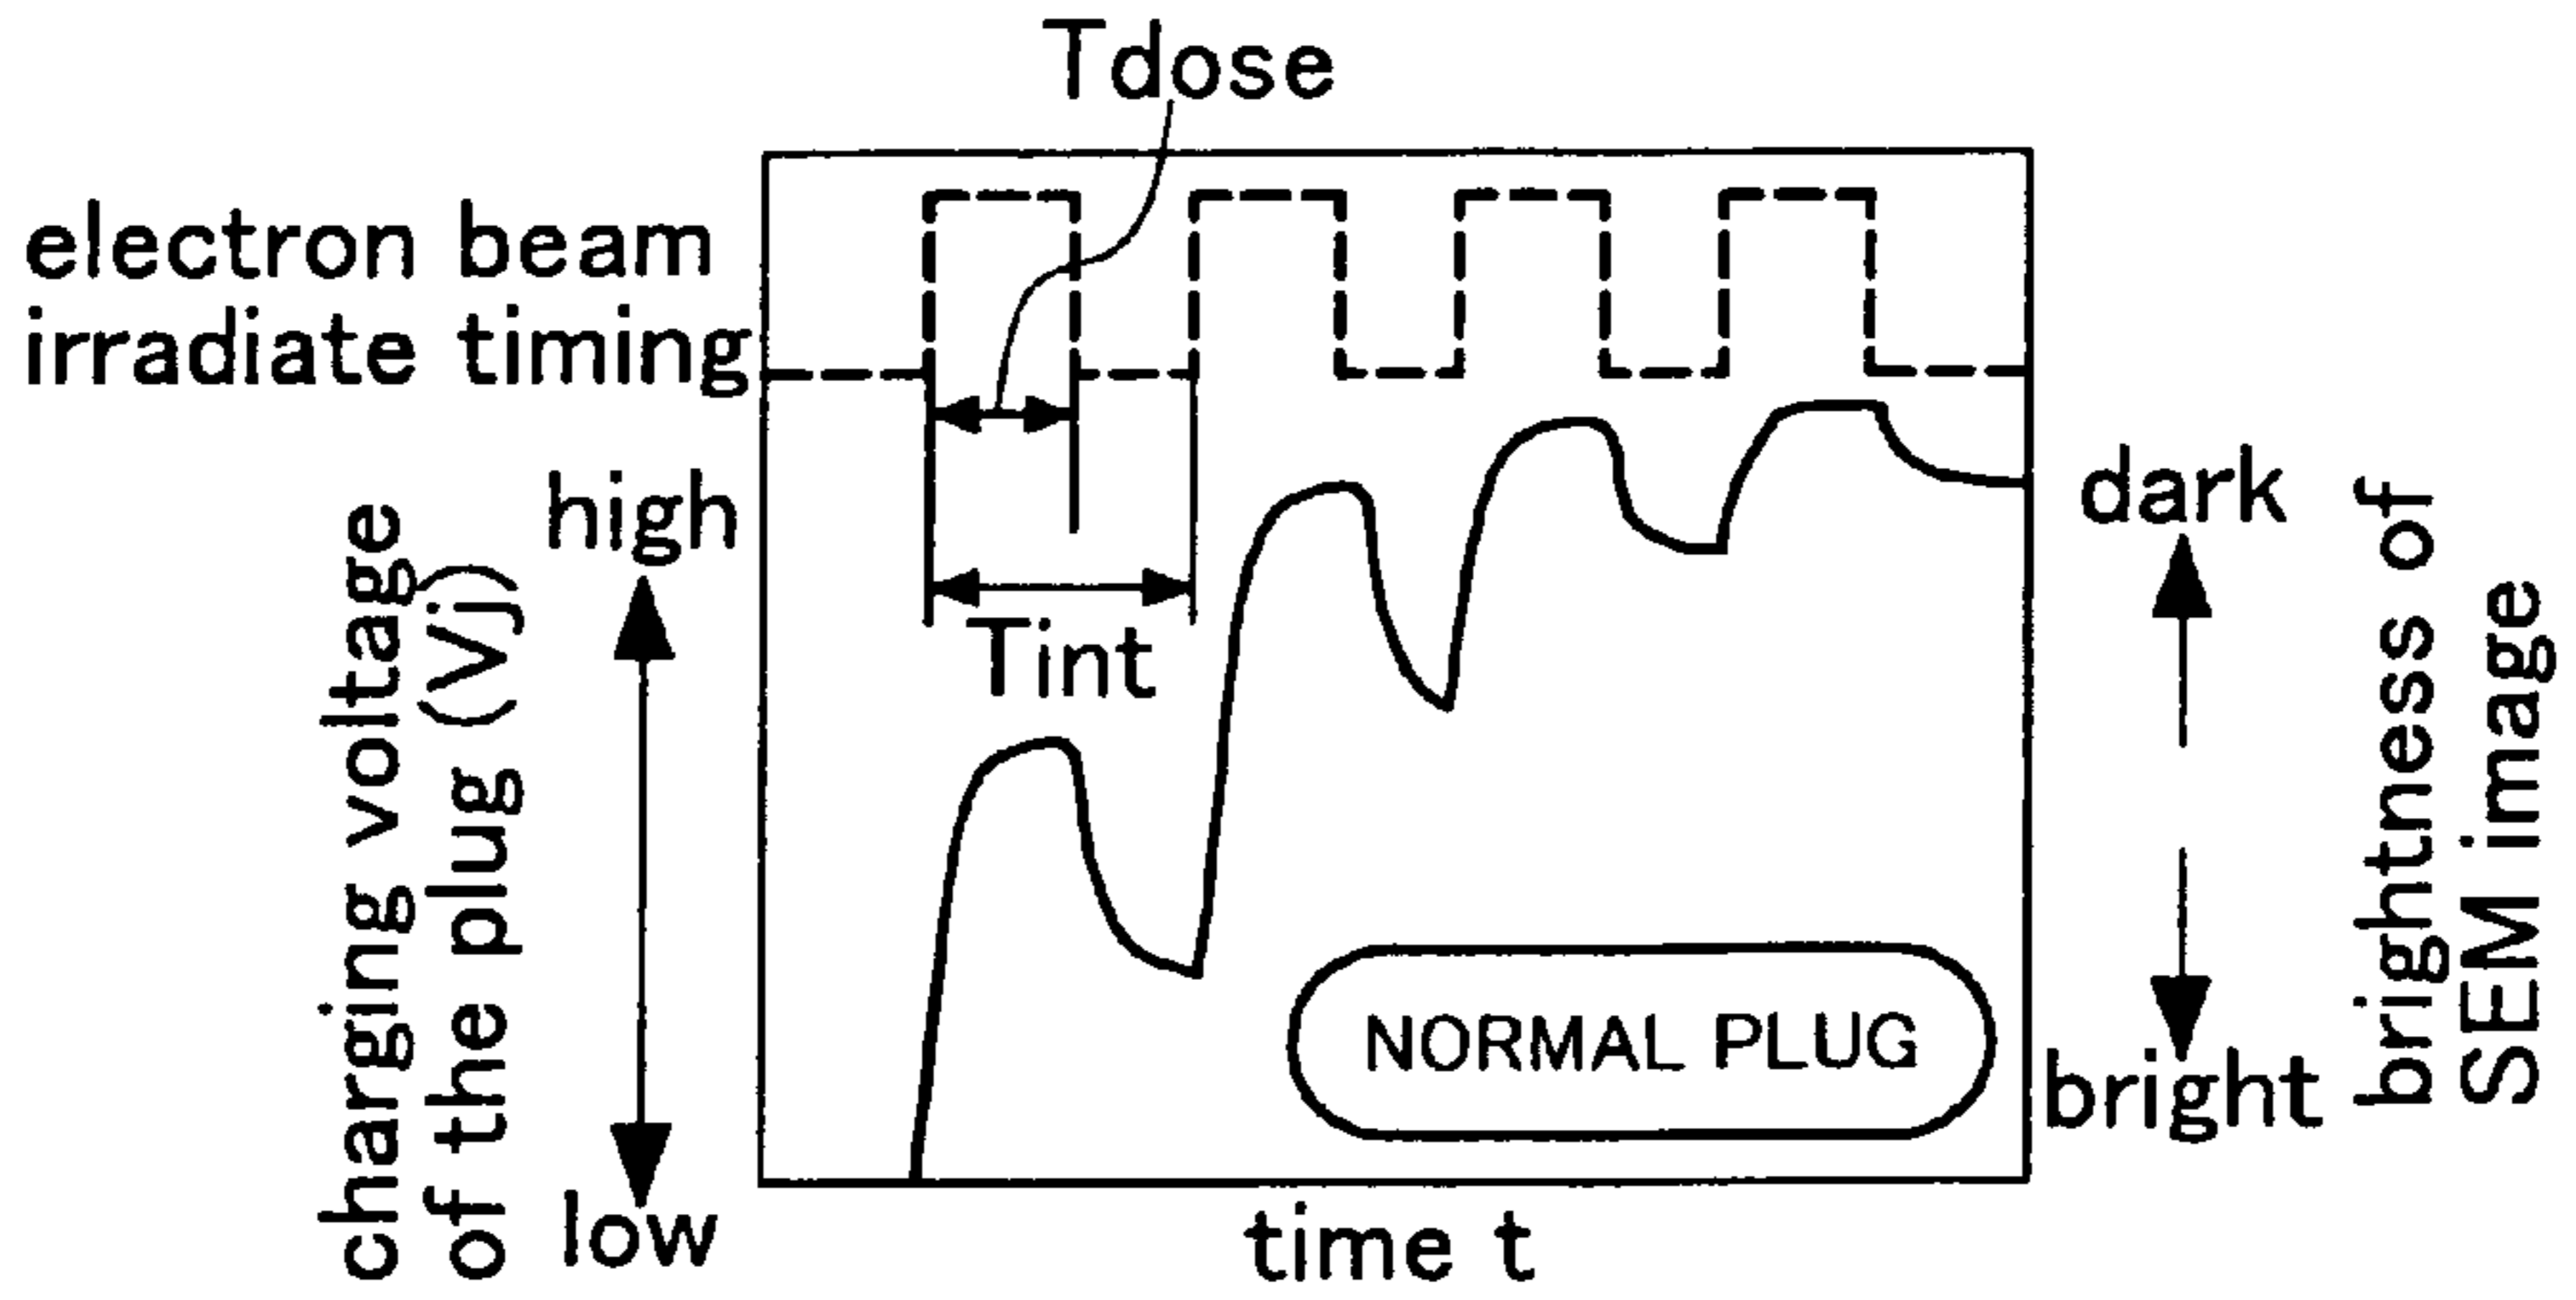 Tdose
electron beam
irradiate timing
high
charging voltage
of the plug (Vj)
low
Tint
NORMAL PLUG
time t
dark
bright
brightness of
SEM image